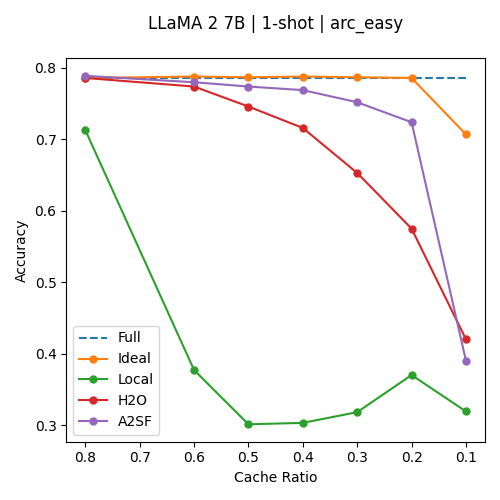 LLaMA 2 7B | 1-shot | arc_easy
0.8
0.7
0.6
0.5
0.4
0.3
Accuracy
Full
Ideal
Local
H2O
A2SF
0.8 0.7 0.6 0.5 0.4 0.3 0.2 0.1
Cache Ratio